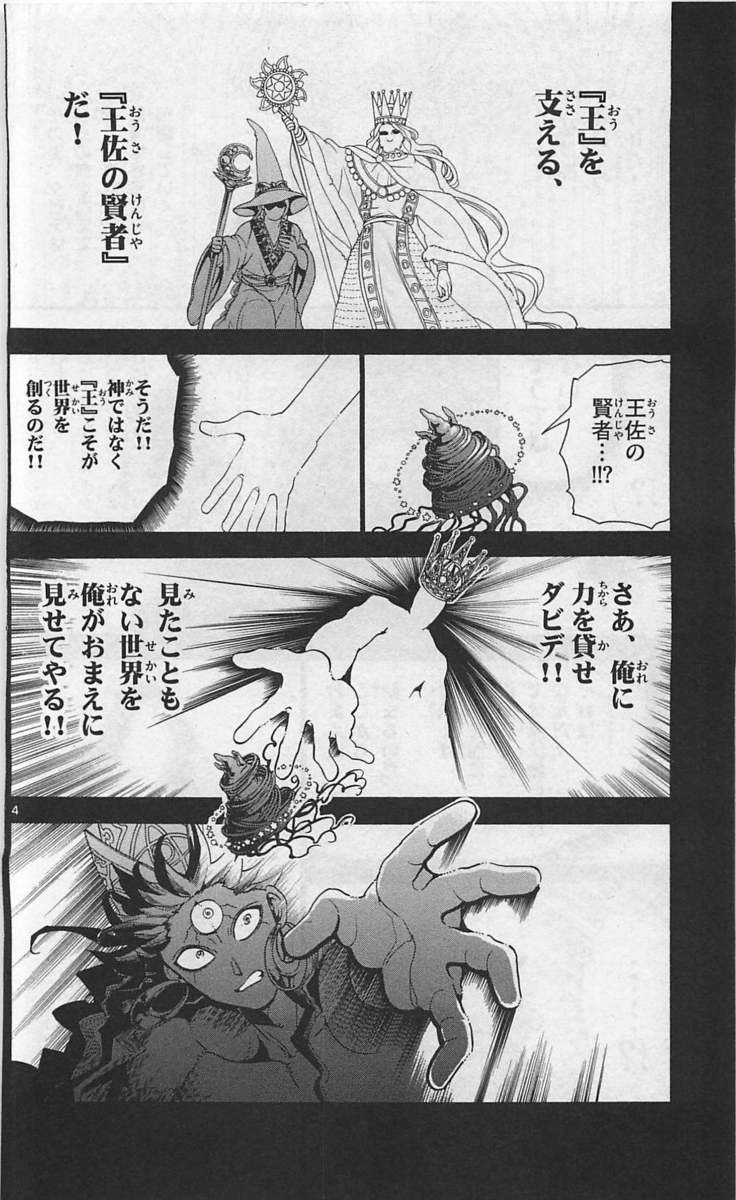 『王』を
支える、
『王佐の賢者』
だ！
王佐の
賢者…!!?
そうだ!!
神ではなく
『王』こそが
世界を
創るのだ!!
さあ、俺に
力を貸せ
ダビデ!!
見たことも
ない世界を
俺がおまえに
見せてやる!!
4